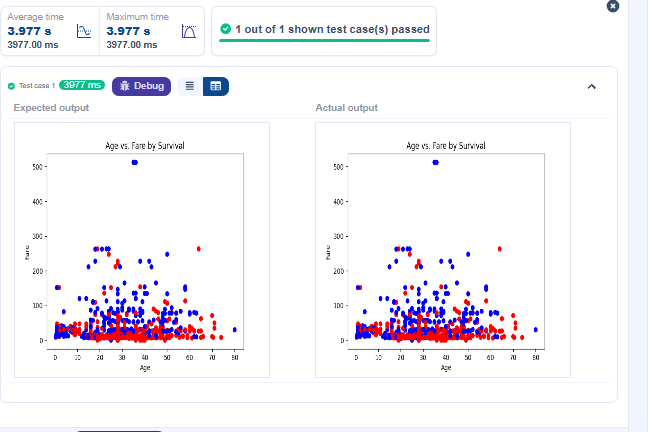 Average time
3.977 s
3977.00 ms
Maximum time
3.977 s
3977.00 ms
1 out of 1 shown test case(s) passed
Test case 1
3977 ms
Debug
Expected output
Actual output
Age vs. Fare by Survival
500
400
300
200
100
0
Fare
0 10 20 30 40 50 60 70 80
Age
Age vs. Fare by Survival
500
400
300
200
100
0
Fare
0 10 20 30 40 50 60 70 80
Age